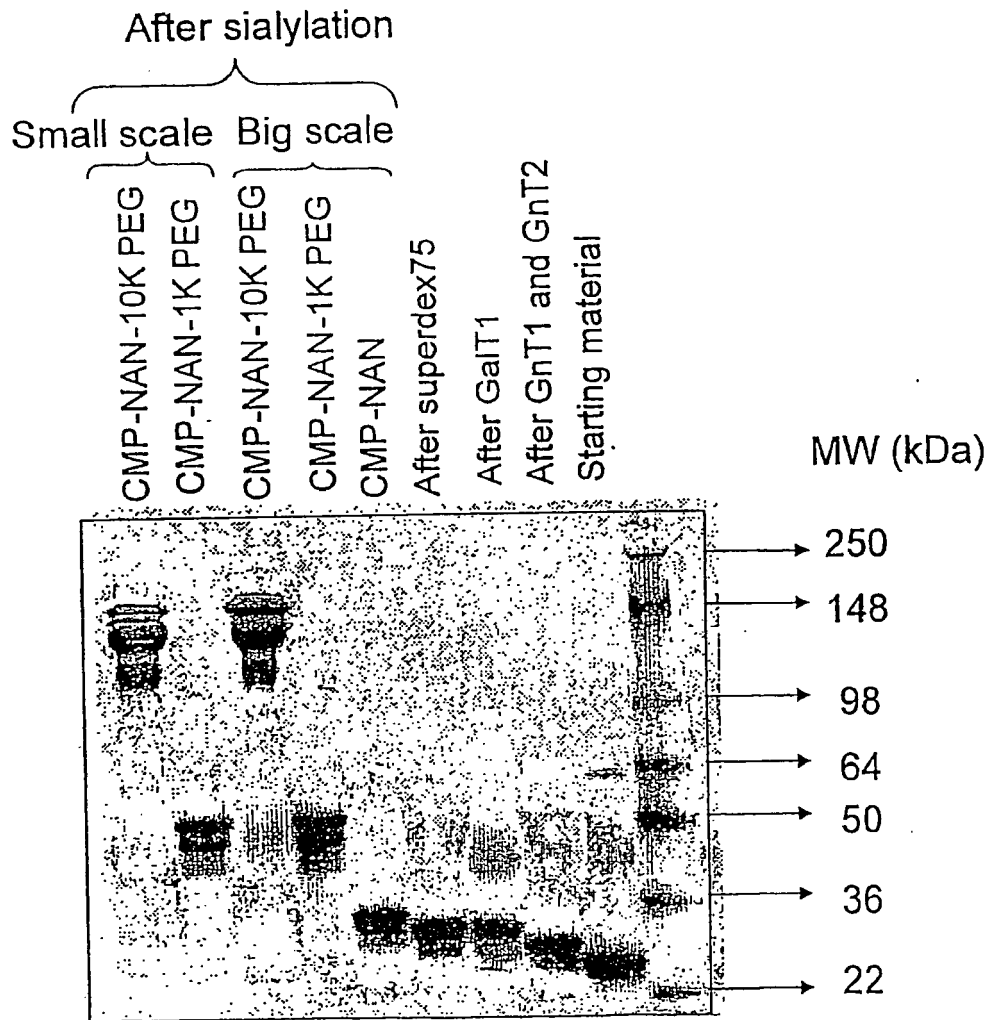 After sialylation
Small scale
Big scale
CMP-NAN-10K PEG
CMP-NAN-1K PEG
CMP-NAN-10K PEG
CMP-NAN-1K PEG
CMP-NAN
After superdex75
After GalT1
After GnT1 and GnT2
Starting material
MW (kDa)
250
148
98
64
50
36
22